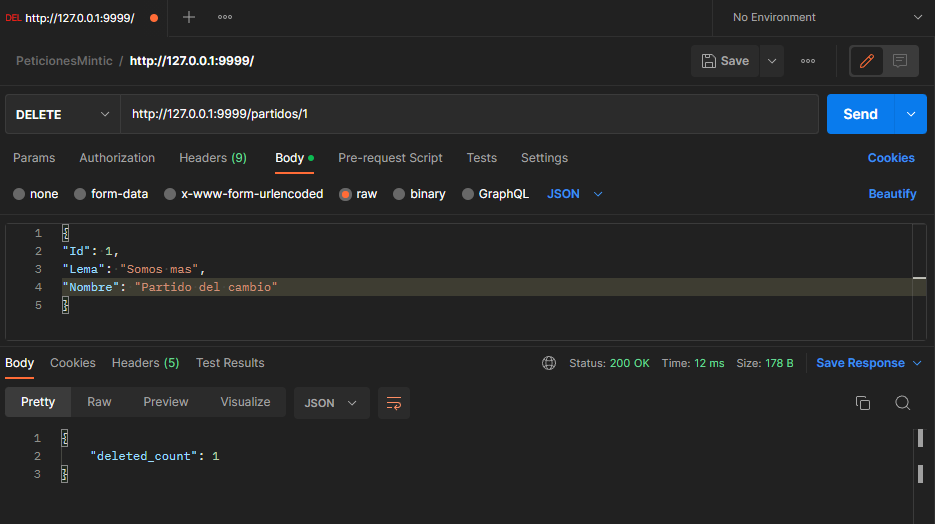 DEL http://127.0.0.1:9999/
No Environment
PeticionesMintic / http://127.0.0.1:9999/
Save
DELETE http://127.0.0.1:9999/partidos/1 Send
Params Authorization Headers (9) Body Pre-request Script Tests Settings Cookies
none form-data x-www-form-urlencoded raw binary GraphQL JSON Beautify
1 {
2 "Id": 1,
3 "Lema": "Somos mas",
4 "Nombre": "Partido del cambio"
5 }
Body Cookies Headers (5) Test Results Status: 200 OK Time: 12 ms Size: 178 B Save Response
Pretty Raw Preview Visualize JSON
1 {
2 "deleted_count": 1
3 }